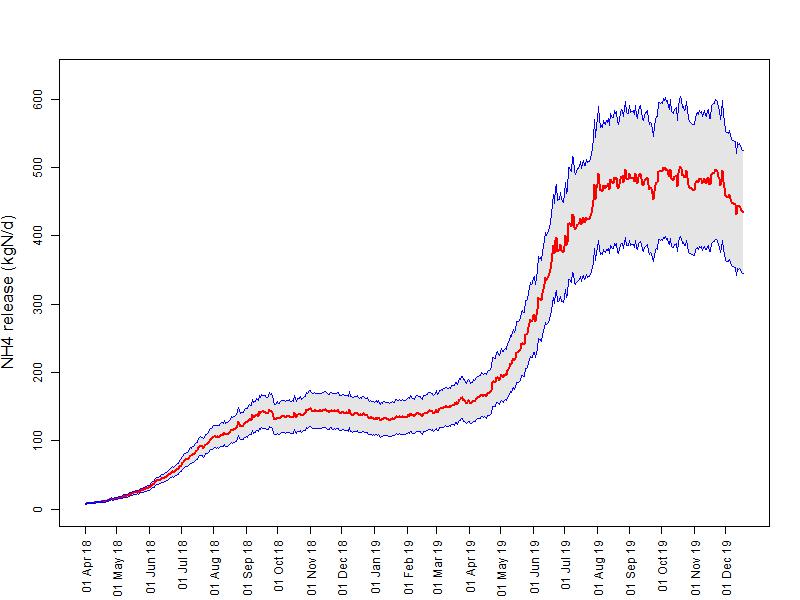 NH4 release (kgN/d)
600
500
400
300
200
100
0
01 Apr 18
01 May 18
01 Jun 18
01 Jul 18
01 Aug 18
01 Sep 18
01 Oct 18
01 Nov 18
01 Dec 18
01 Jan 19
01 Feb 19
01 Mar 19
01 Apr 19
01 May 19
01 Jun 19
01 Jul 19
01 Aug 19
01 Sep 19
01 Oct 19
01 Nov 19
01 Dec 19